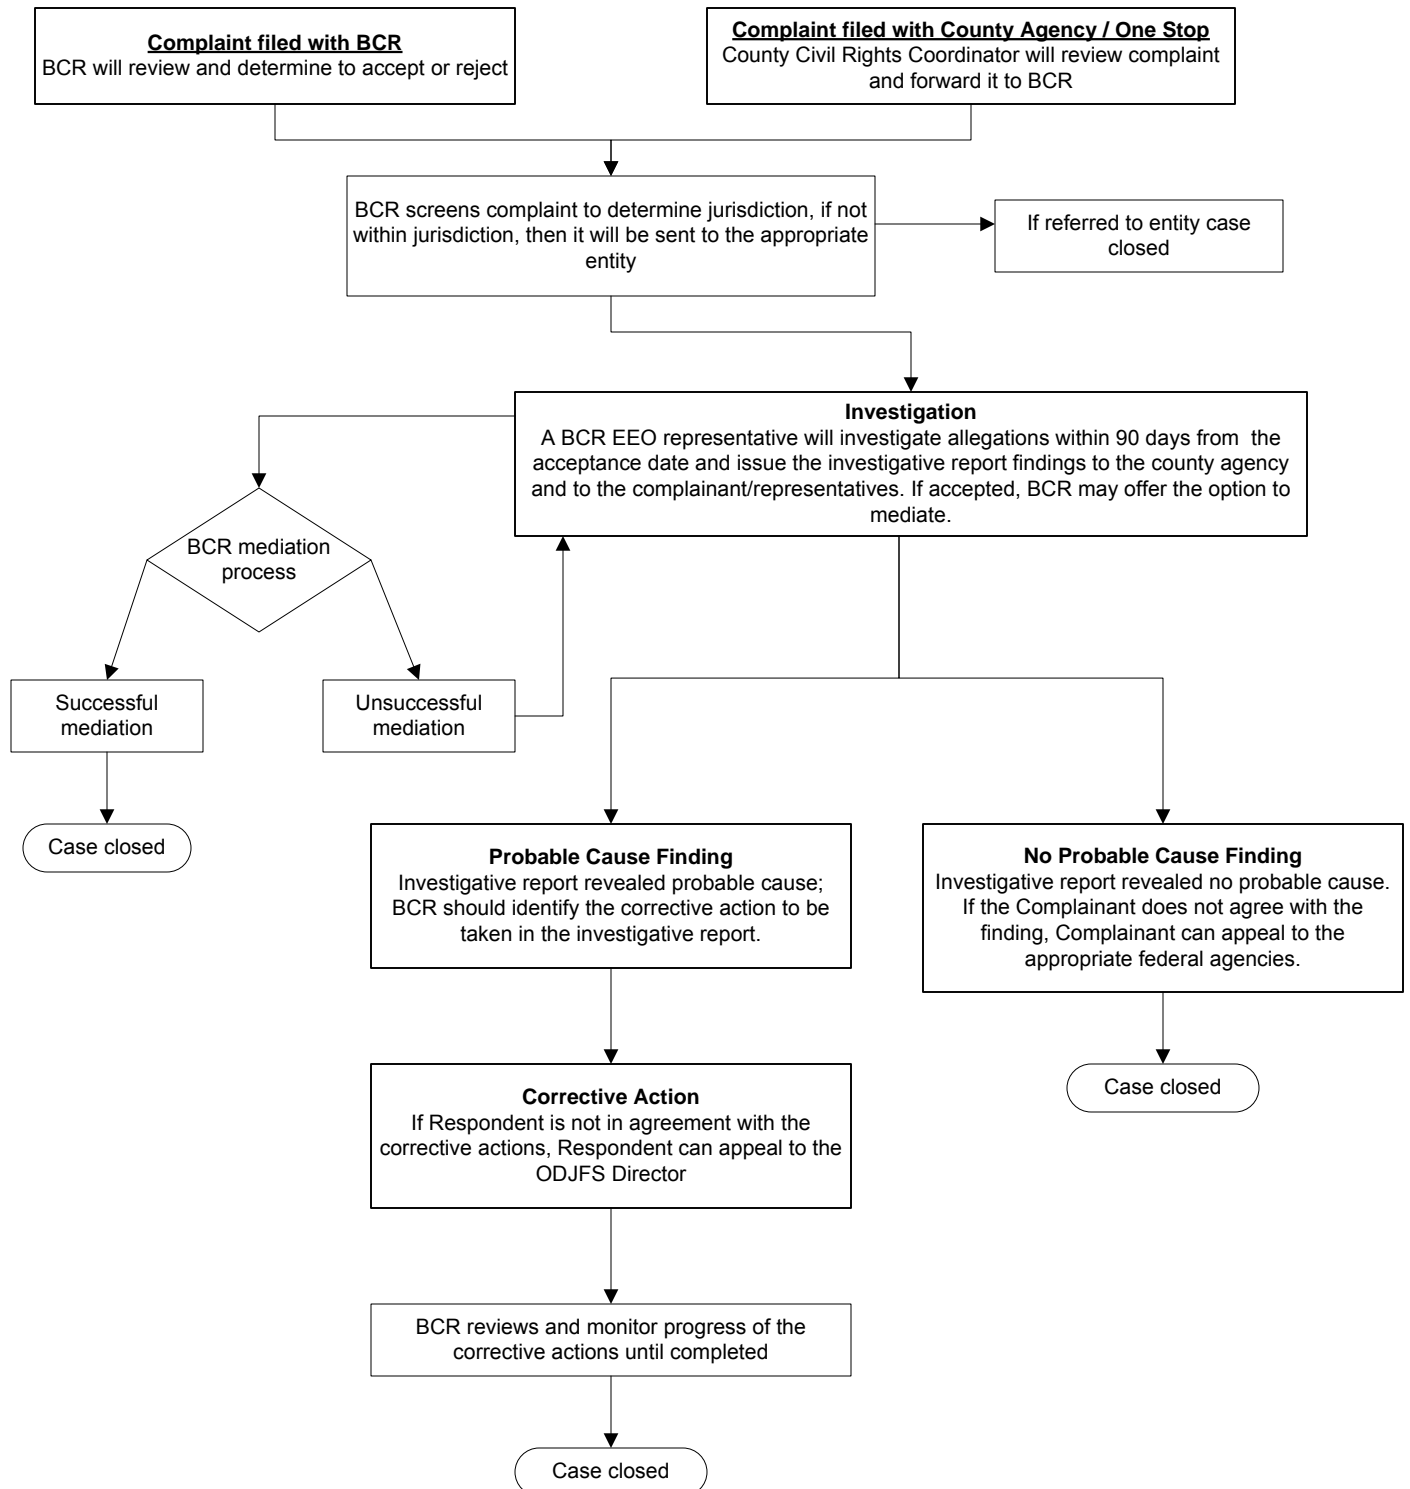 Complaint filed with BCR
BCR will review and determine to accept or reject
Complaint filed with County Agency / One Stop
County Civil Rights Coordinator will review complaint
and forward it to BCR
BCR screens complaint to determine jurisdiction, if not
within jurisdiction, then it will be sent to the appropriate
entity
If referred to entity case
closed
Investigation
A BCR EEO representative will investigate allegations within 90 days from  the
acceptance date and issue the investigative report findings to the county agency
and to the complainant/representatives. If accepted, BCR may offer the option to
mediate.
BCR mediation
process
Successful
mediation
Unsuccessful
mediation
Case closed
Probable Cause Finding
Investigative report revealed probable cause;
BCR should identify the corrective action to be
taken in the investigative report.
No Probable Cause Finding
Investigative report revealed no probable cause.
If the Complainant does not agree with the
finding, Complainant can appeal to the
appropriate federal agencies.
Corrective Action
If Respondent is not in agreement with the
corrective actions, Respondent can appeal to the
ODJFS Director
Case closed
BCR reviews and monitor progress of the
corrective actions until completed
Case closed